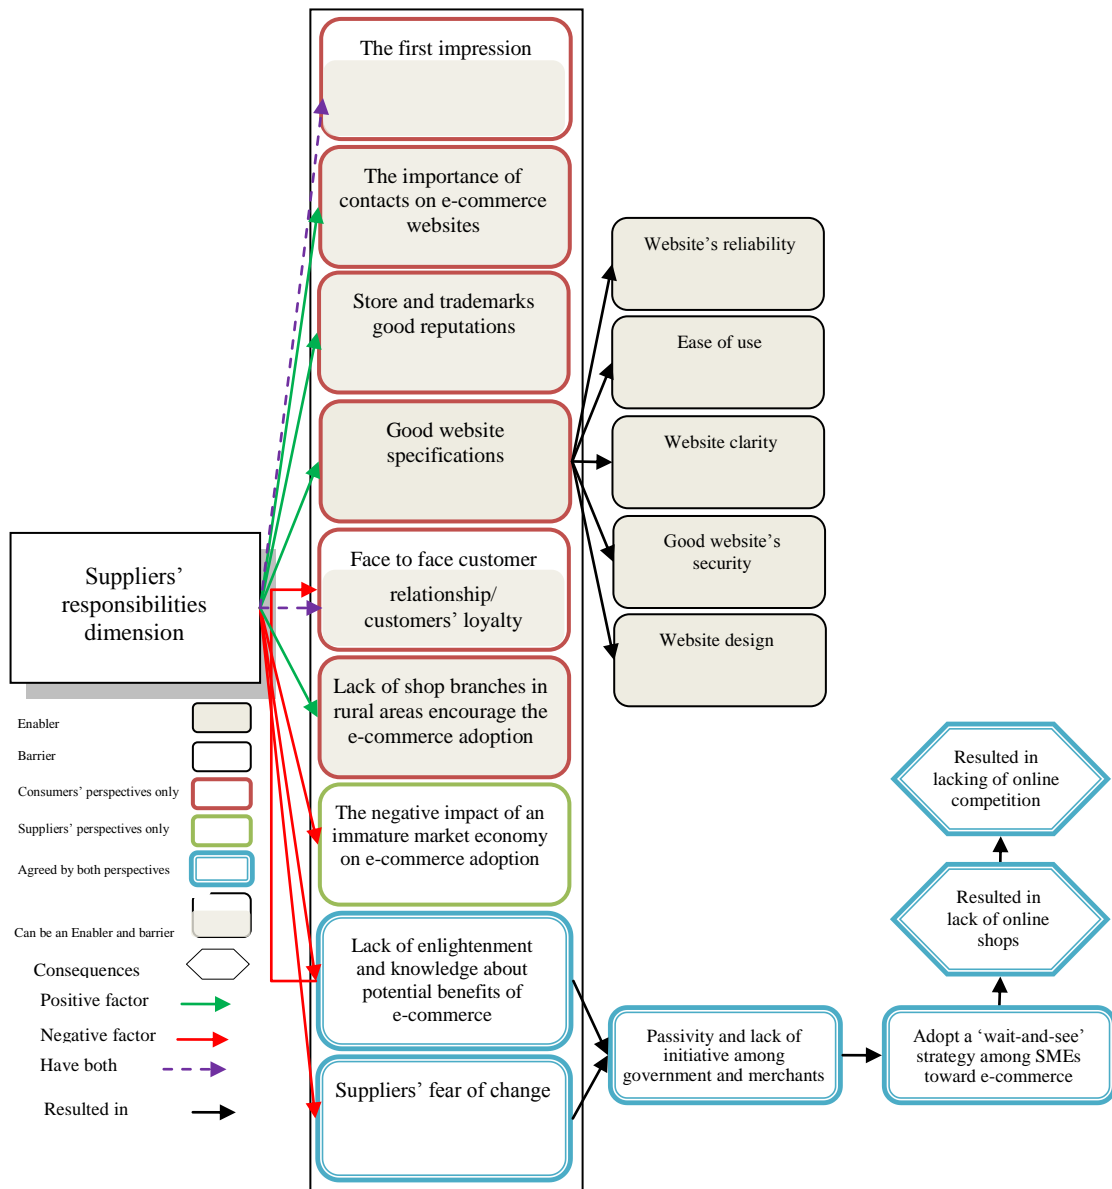 The first impression
The importance of
contacts on e-commerce
websites
Store and trademarks
good reputations
Good website
specifications
Face to face customer
relationship/
customers’ loyalty
Lack of shop branches in
rural areas encourage the
e-commerce adoption
The negative impact of an
immature market economy
on e-commerce adoption
Lack of enlightenment
and knowledge about
potential benefits of
e-commerce
Suppliers’ fear of change
Website’s reliability
Ease of use
Website clarity
Good website’s
security
Website design
Suppliers’
responsibilities
dimension
Enabler
Barrier
Consumers’ perspectives only
Suppliers’ perspectives only
Agreed by both perspectives
Can be an Enabler and barrier
Consequences
Positive factor
Negative factor
Have both
Resulted in
Passivity and lack of
initiative among
government and merchants
Adopt a ‘wait-and-see’
strategy among SMEs
toward e-commerce
Resulted in
lack of online
shops
Resulted in
lacking of online
competition